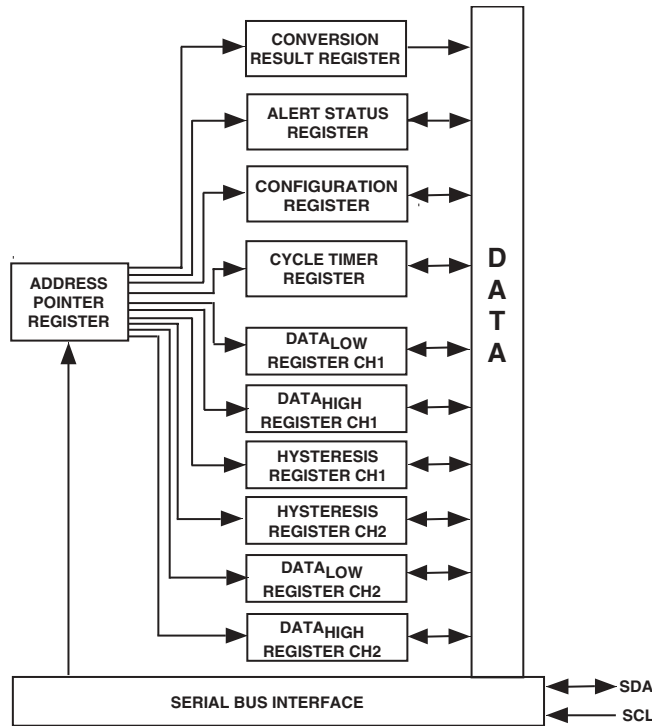 CONVERSION
RESULT REGISTER
ALERT STATUS
REGISTER
CONFIGURATION
REGISTER
CYCLE TIMER
REGISTER
ADDRESS
POINTER
REGISTER
D
A
T
A
DATALOW
REGISTER CH1
DATAHIGH
REGISTER CH1
HYSTERESIS
REGISTER CH1
HYSTERESIS
REGISTER CH2
DATALOW
REGISTER CH2
DATAHIGH
REGISTER CH2
SERIAL BUS INTERFACE
SDA
SCL